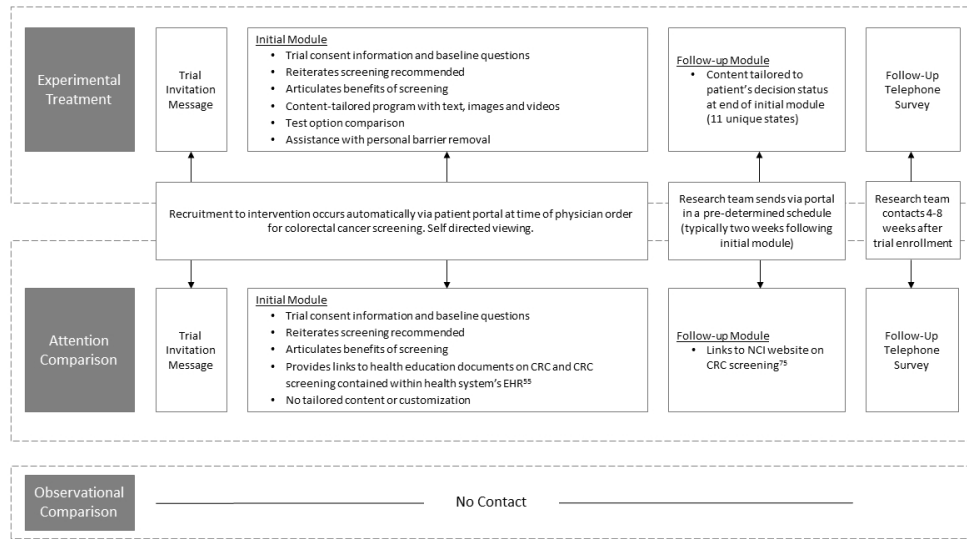 Experimental
Treatment
Trial
Invitation
Message
Initial Module
• Trial consent information and baseline questions
• Reiterates screening recommended
• Articulates benefits of screening
• Content-tailored program with text, images and videos
• Test option comparison
• Assistance with personal barrier removal
Follow-up Module
• Content tailored to
patient's decision status
at end of initial module
(11 unique states)
Follow-Up
Telephone
Survey
Recruitment to intervention occurs automatically via patient portal at time of physician order
for colorectal cancer screening. Self directed viewing.
Research team sends via portal
in a pre-determined schedule
(typically two weeks following
initial module)
Research team
contacts 4-8
weeks after
trial enrollment
Attention
Comparison
Trial
Invitation
Message
Initial Module
• Trial consent information and baseline questions
• Reiterates screening recommended
• Articulates benefits of screening
• Provides links to health education documents on CRC and CRC
screening contained within health system's EHR⁵⁵
• No tailored content or customization
Follow-up Module
• Links to NCI website on
CRC screening⁷⁵
Follow-Up
Telephone
Survey
Observational
Comparison
No Contact